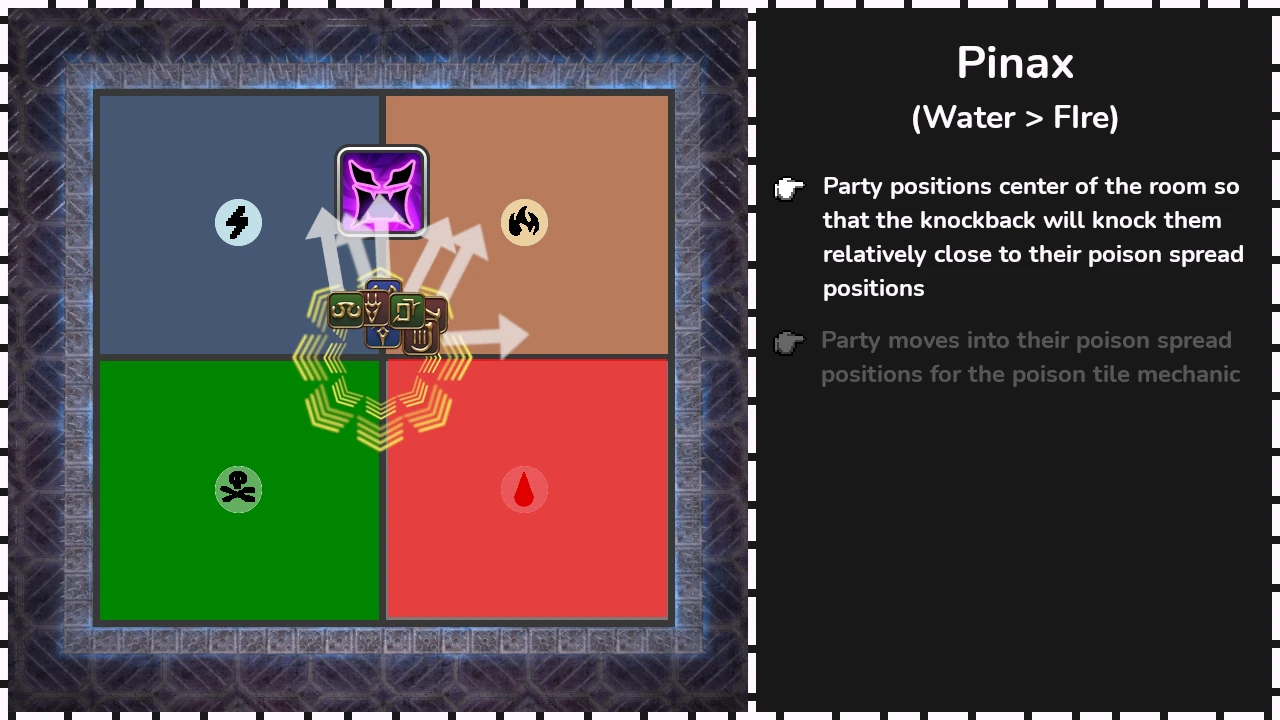 Pinax
(Water > FIre)
Party positions center of the room so
that the knockback will knock them
relatively close to their poison spread
positions
Party moves into their poison spread
positions for the poison tile mechanic